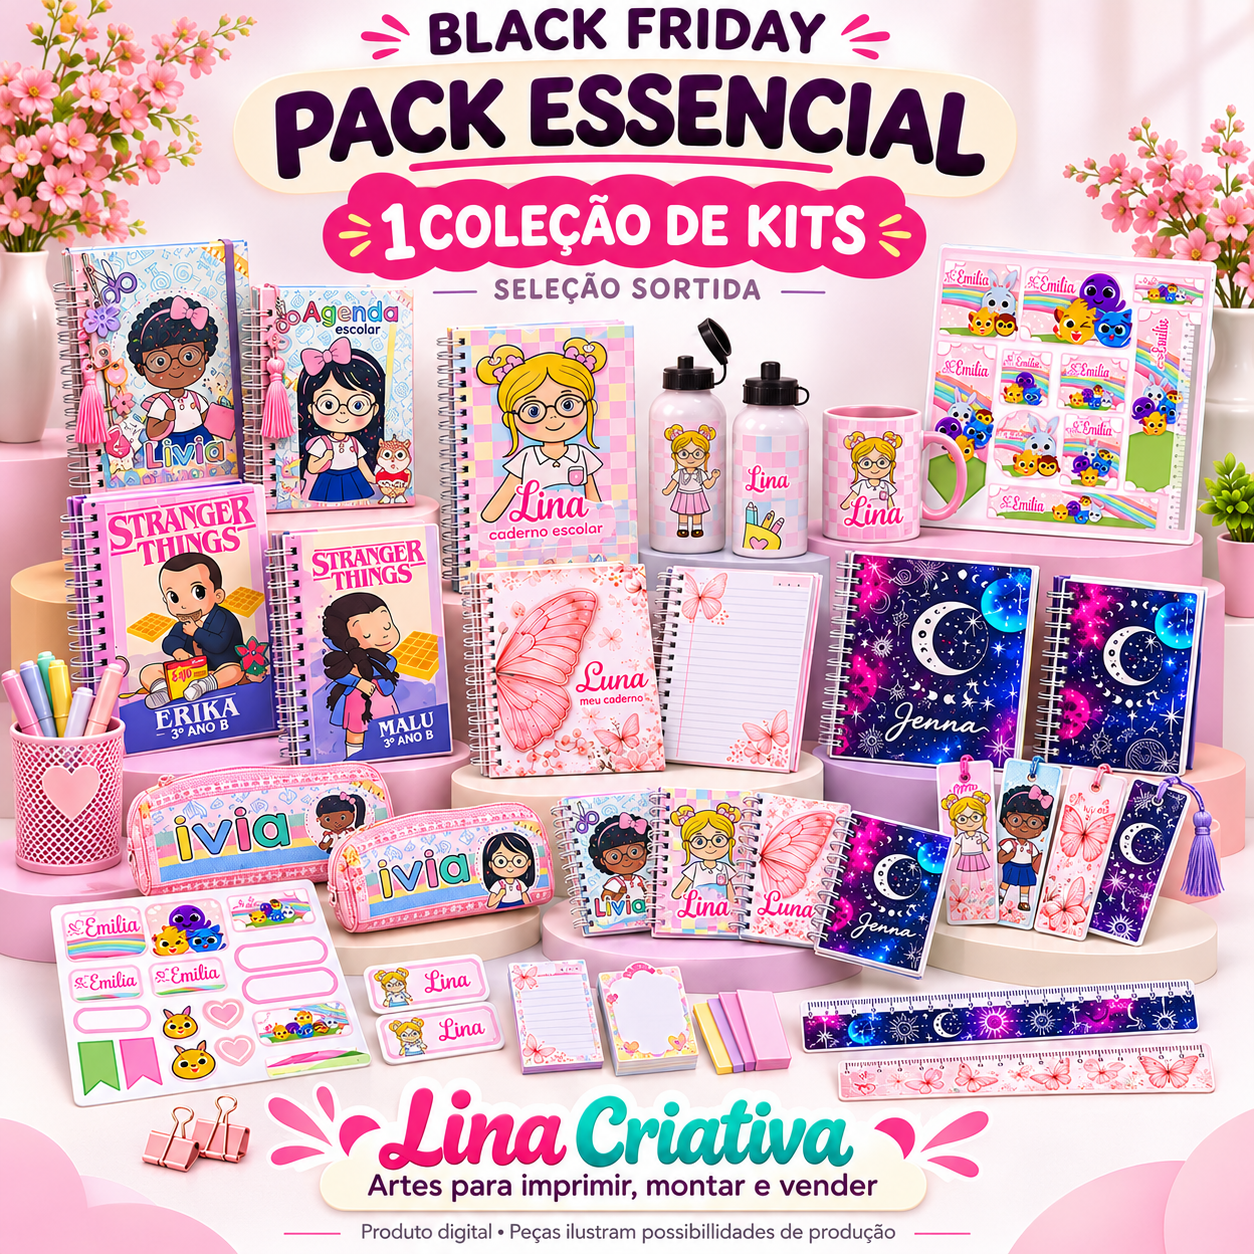 BLACK FRIDAY
PACK ESSENCIAL
1 COLEÇÃO DE KITS
SELEÇÃO SORTIDA
Livia
Agenda
escolar
Lina
caderno escolar
Lina
Lina
Emilia
Emilia
Emilia
Emilia
Emilia
Emilia
Emilia
Emilia
STRANGER
THINGS
ERIKA
3º ANO B
STRANGER
THINGS
MALU
3º ANO B
Luna
meu caderno
Jenna
ivia
ivia
Livia
Lina
Luna
Jenna
Emilia
Emilia
Emilia
Lina
Lina
Lina Criativa
Artes para imprimir, montar e vender
Produto digital • Peças ilustram possibillidades de produção